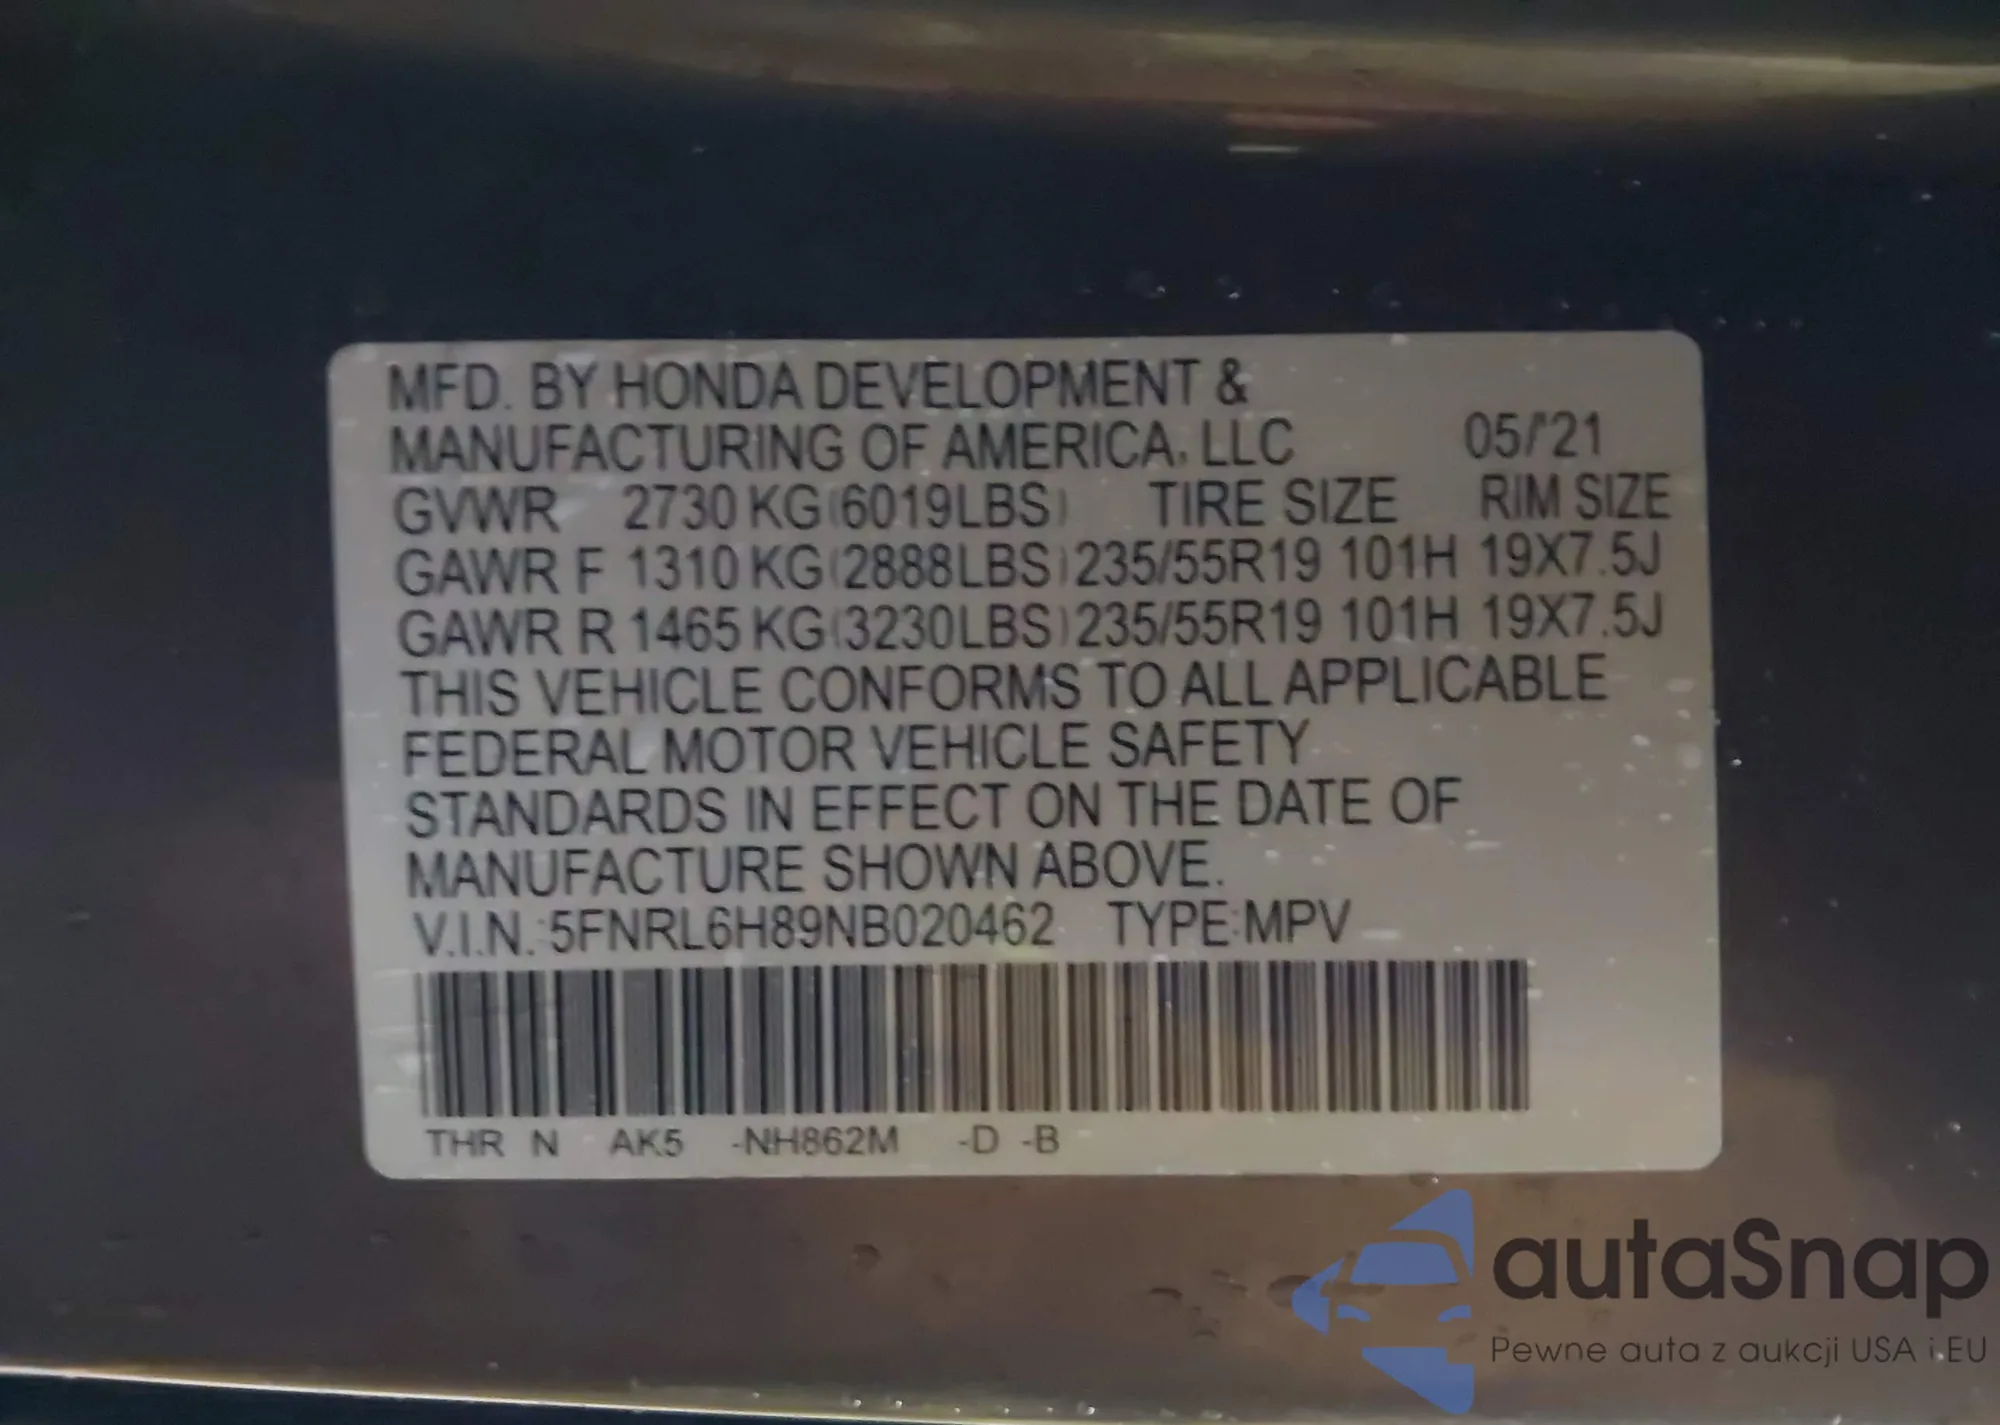 MFD. BY HONDA DEVELOPMENT &
MANUFACTURING OF AMERICA, LLC 05/'21
GVWR 2730 KG(6019LBS) TIRE SIZE RIM SIZE
GAWR F 1310 KG(2888LBS) 235/55R19 101H 19X7.5J
GAWR R 1465 KG(3230LBS) 235/55R19 101H 19X7.5J
THIS VEHICLE CONFORMS TO ALL APPLICABLE
FEDERAL MOTOR VEHICLE SAFETY
STANDARDS IN EFFECT ON THE DATE OF
MANUFACTURE SHOWN ABOVE.
V.I.N.:5FNRL6H89NB020462 TYPE:MPV
THR N AK5 -NH862M -D -B
autaSnap
Pewne auta z aukcji USA i EU